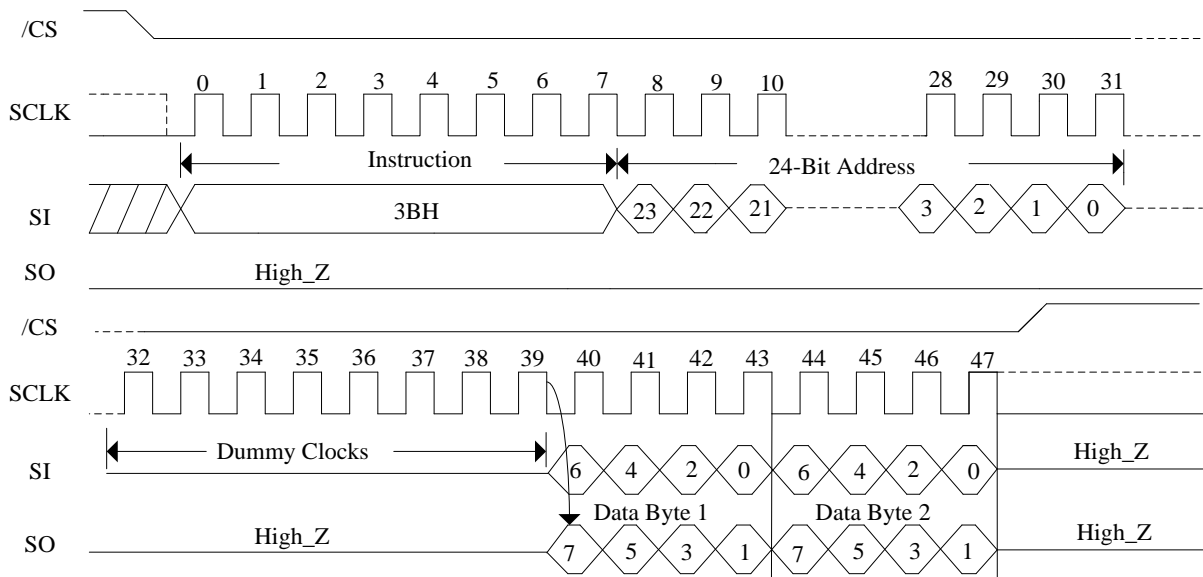 /CS
0 1 2 3 4 5 6 7 8 9 10 28 29 30 31
SCLK
Instruction 24-Bit Address
SI 3BH 23 22 21 3 2 1 0
SO High_Z
/CS
32 33 34 35 36 37 38 39 40 41 42 43 44 45 46 47
SCLK
Dummy Clocks
SI 6 4 2 0 6 4 2 0 High_Z
Data Byte 1 Data Byte 2
SO High_Z 7 5 3 1 7 5 3 1 High_Z